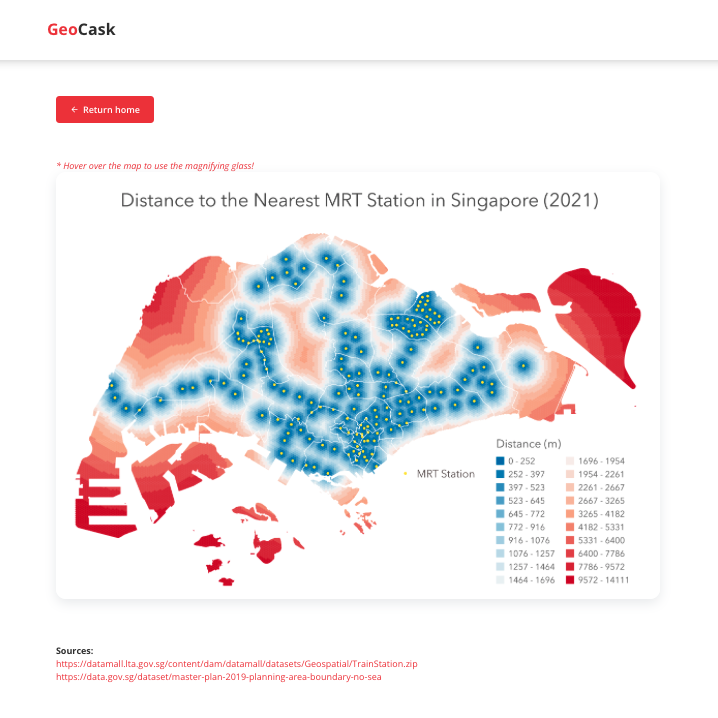 GeoCask
← Return home
* Hover over the map to use the magnifying glass!
Distance to the Nearest MRT Station in Singapore (2021)
MRT Station
Distance (m)
0 - 252
252 - 397
397 - 523
523 - 645
645 - 772
772 - 916
916 - 1076
1076 - 1257
1257 - 1464
1464 - 1696
1696 - 1954
1954 - 2261
2261 - 2667
2667 - 3265
3265 - 4182
4182 - 5331
5331 - 6400
6400 - 7786
7786 - 9572
9572 - 14111
Sources:
https://datamall.lta.gov.sg/content/dam/datamall/datasets/Geospatial/TrainStation.zip
https://data.gov.sg/dataset/master-plan-2019-planning-area-boundary-no-sea